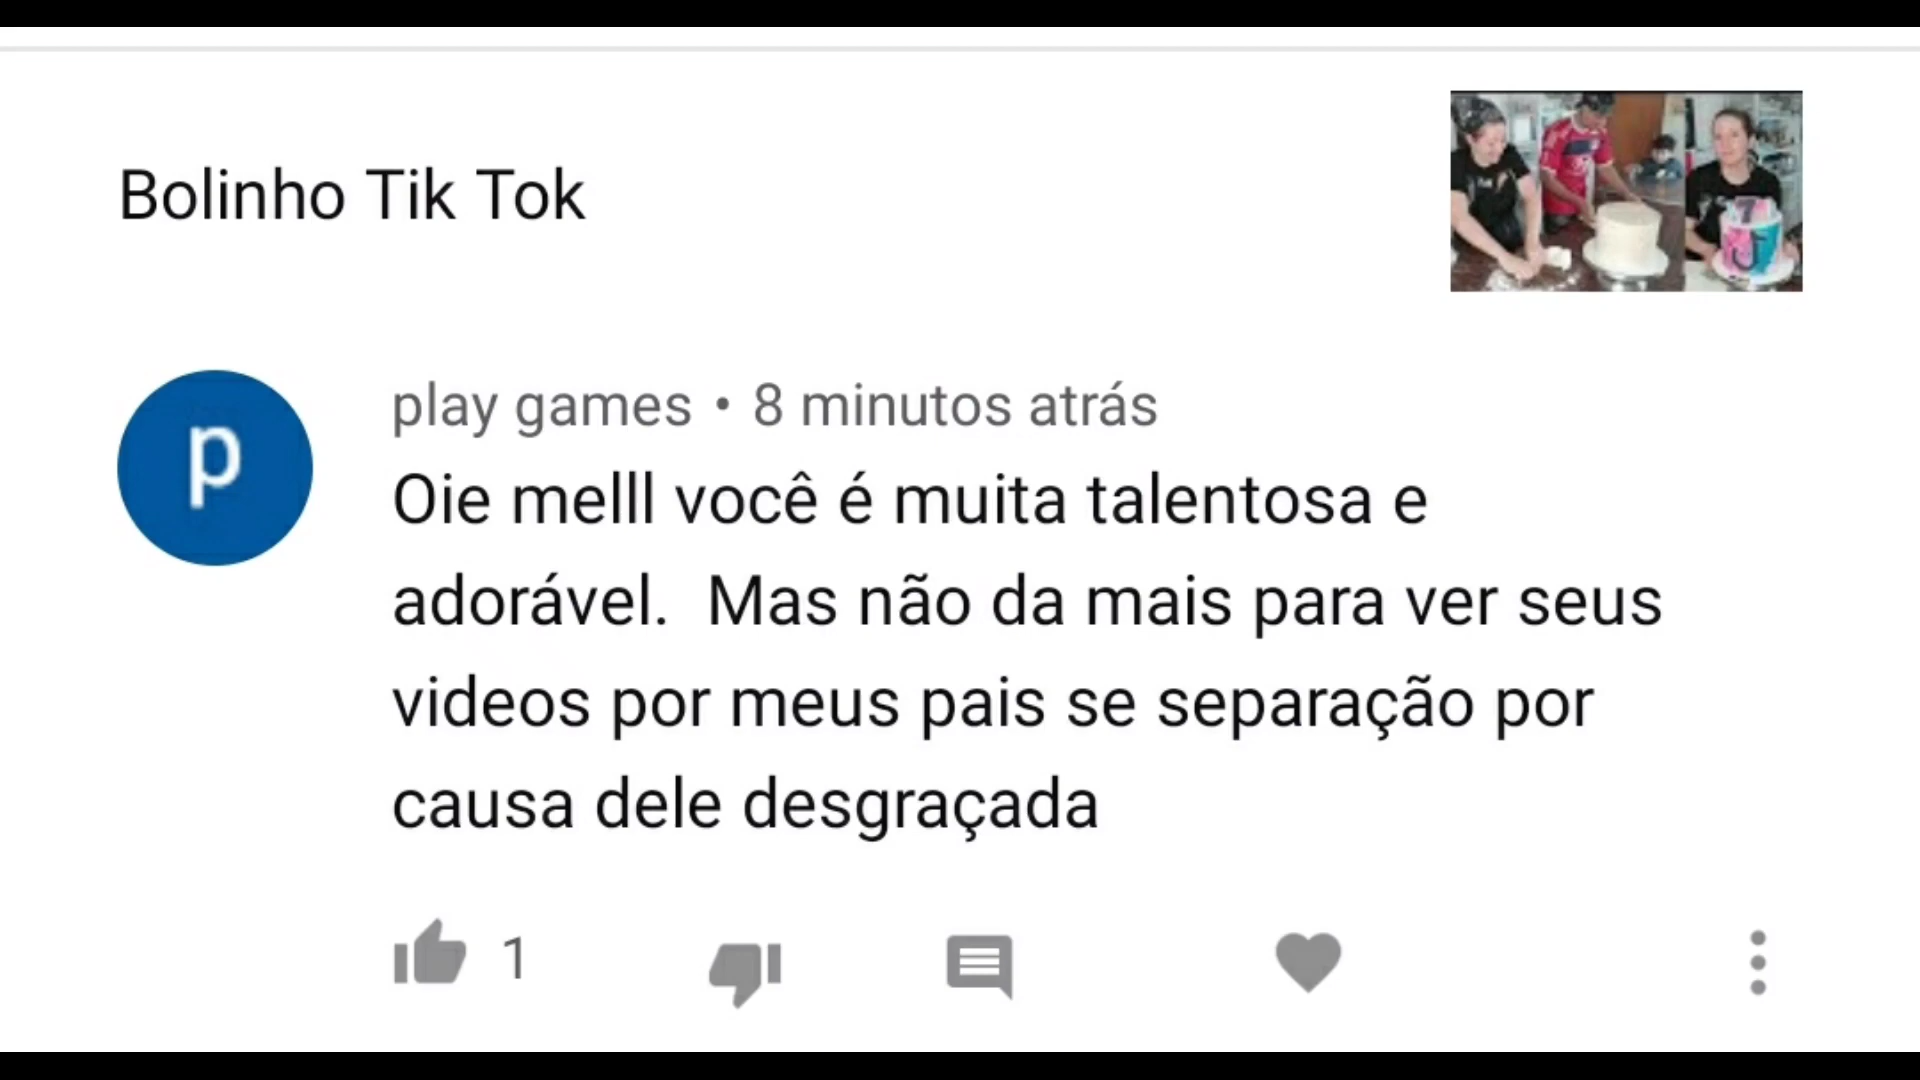 Bolinho Tik Tok
p
play games • 8 minutos atrás
Oie melll você é muita talentosa e
adorável. Mas não da mais para ver seus
videos por meus pais se separação por
causa dele desgraçada
1